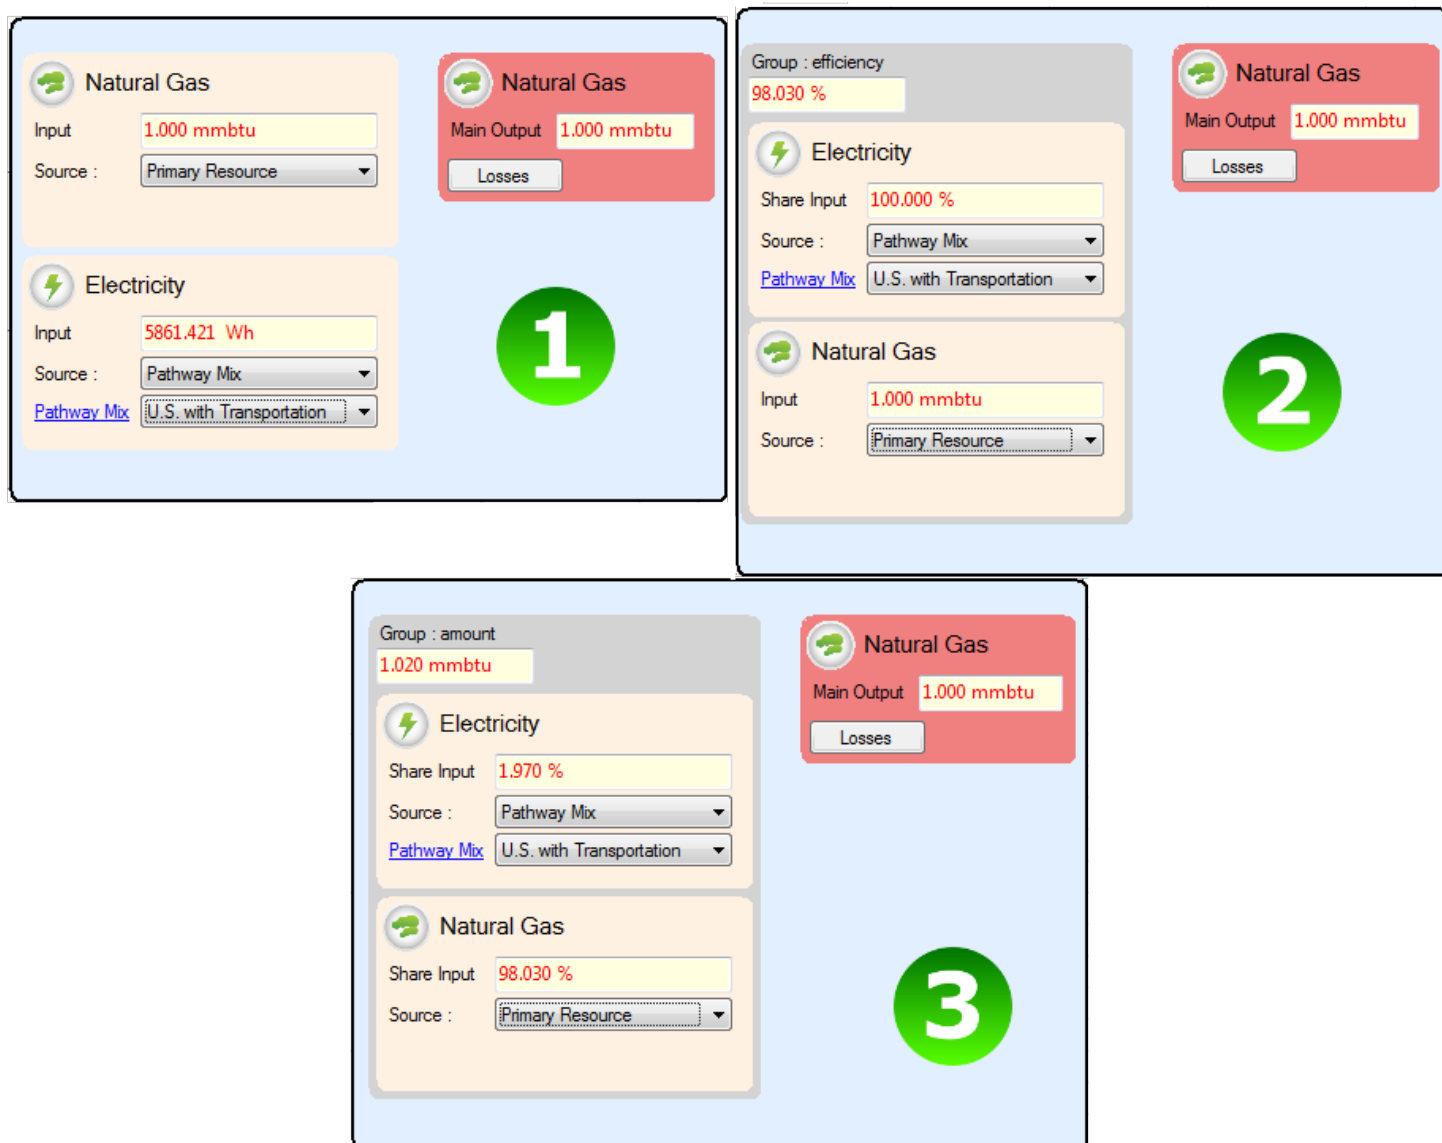 Natural Gas
Input 1.000 mmbtu
Source : Primary Resource
Electricity
Input 5861.421 Wh
Source : Pathway Mix
Pathway Mix U.S. with Transportation
Natural Gas
Main Output 1.000 mmbtu
Losses
1
Group : efficiency
98.030 %
Electricity
Share Input 100.000 %
Source : Pathway Mix
Pathway Mix U.S. with Transportation
Natural Gas
Input 1.000 mmbtu
Source : Primary Resource
Natural Gas
Main Output 1.000 mmbtu
Losses
2
Group : amount
1.020 mmbtu
Electricity
Share Input 1.970 %
Source : Pathway Mix
Pathway Mix U.S. with Transportation
Natural Gas
Share Input 98.030 %
Source : Primary Resource
Natural Gas
Main Output 1.000 mmbtu
Losses
3